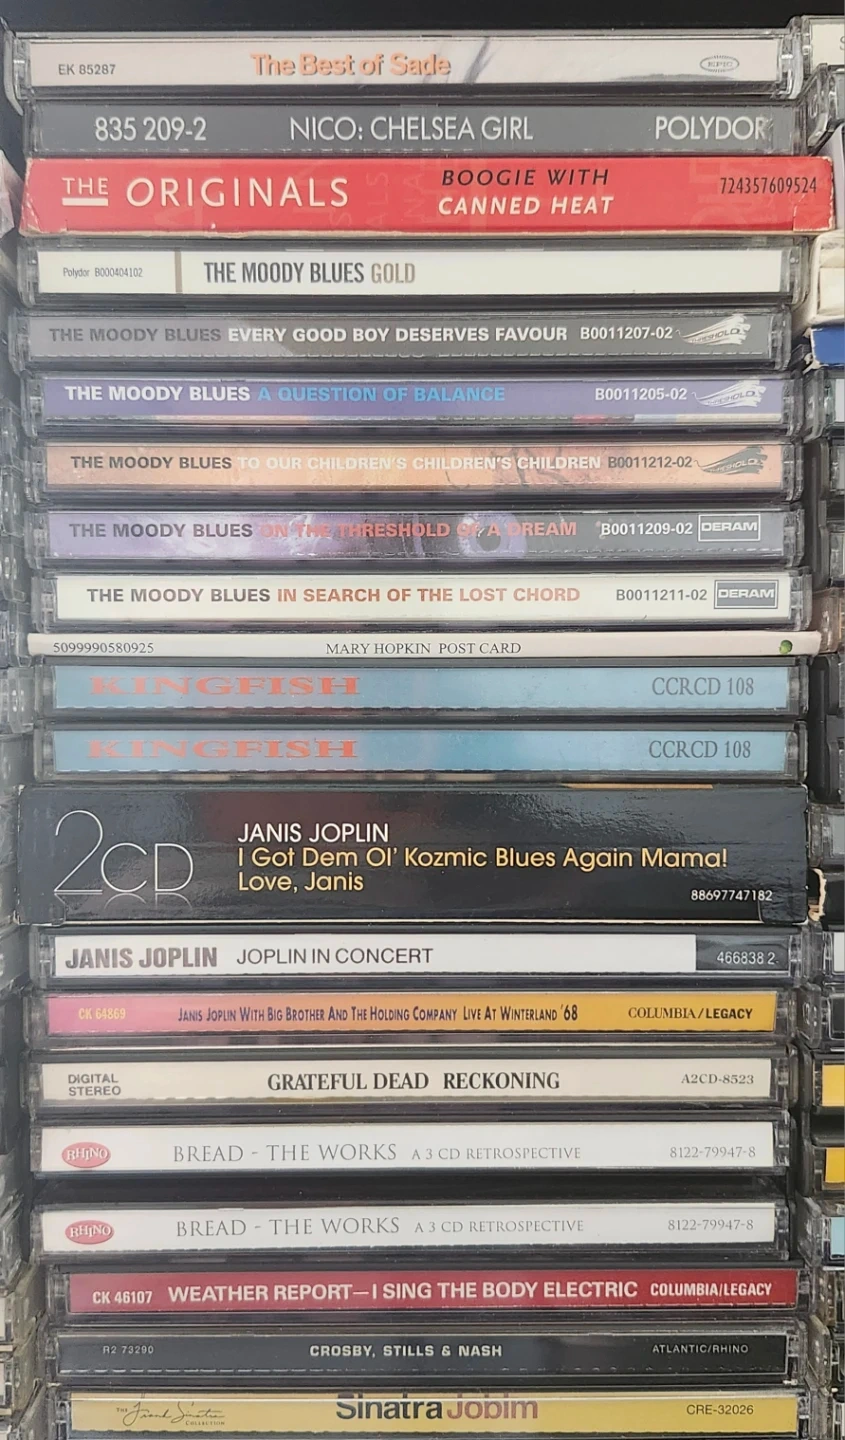 EK 85287 The Best of Sade EPIC
835 209-2 NICO: CHELSEA GIRL POLYDOR
THE ORIGINALS BOOGIE WITH CANNED HEAT 724357609524
Polydor B000404102 THE MOODY BLUES GOLD
THE MOODY BLUES EVERY GOOD BOY DESERVES FAVOUR B0011207-02 THRESHOLD
THE MOODY BLUES A QUESTION OF BALANCE B0011205-02 THRESHOLD
THE MOODY BLUES TO OUR CHILDREN'S CHILDREN'S CHILDREN B0011212-02 THRESHOLD
THE MOODY BLUES ON THE THRESHOLD OF A DREAM B0011209-02 DERAM
THE MOODY BLUES IN SEARCH OF THE LOST CHORD B0011211-02 DERAM
5099990580925 MARY HOPKIN POST CARD
KINGFISH CCRCD 108
KINGFISH CCRCD 108
2CD
JANIS JOPLIN
I Got Dem Ol' Kozmic Blues Again Mama!
Love, Janis
88697747182
JANIS JOPLIN JOPLIN IN CONCERT 466838 2
CK 64869 JANIS JOPLIN WITH BIG BROTHER AND THE HOLDING COMPANY LIVE AT WINTERLAND '68 COLUMBIA/LEGACY
DIGITAL STEREO GRATEFUL DEAD RECKONING A2CD-8523
RHINO BREAD - THE WORKS A 3 CD RETROSPECTIVE 8122-79947-8
RHINO BREAD - THE WORKS A 3 CD RETROSPECTIVE 8122-79947-8
CK 46107 WEATHER REPORT—I SING THE BODY ELECTRIC COLUMBIA/LEGACY
R2 73290 CROSBY, STILLS & NASH ATLANTIC/RHINO
THE Frank Sinatra COLLECTION Sinatra Jobim CRE-32026